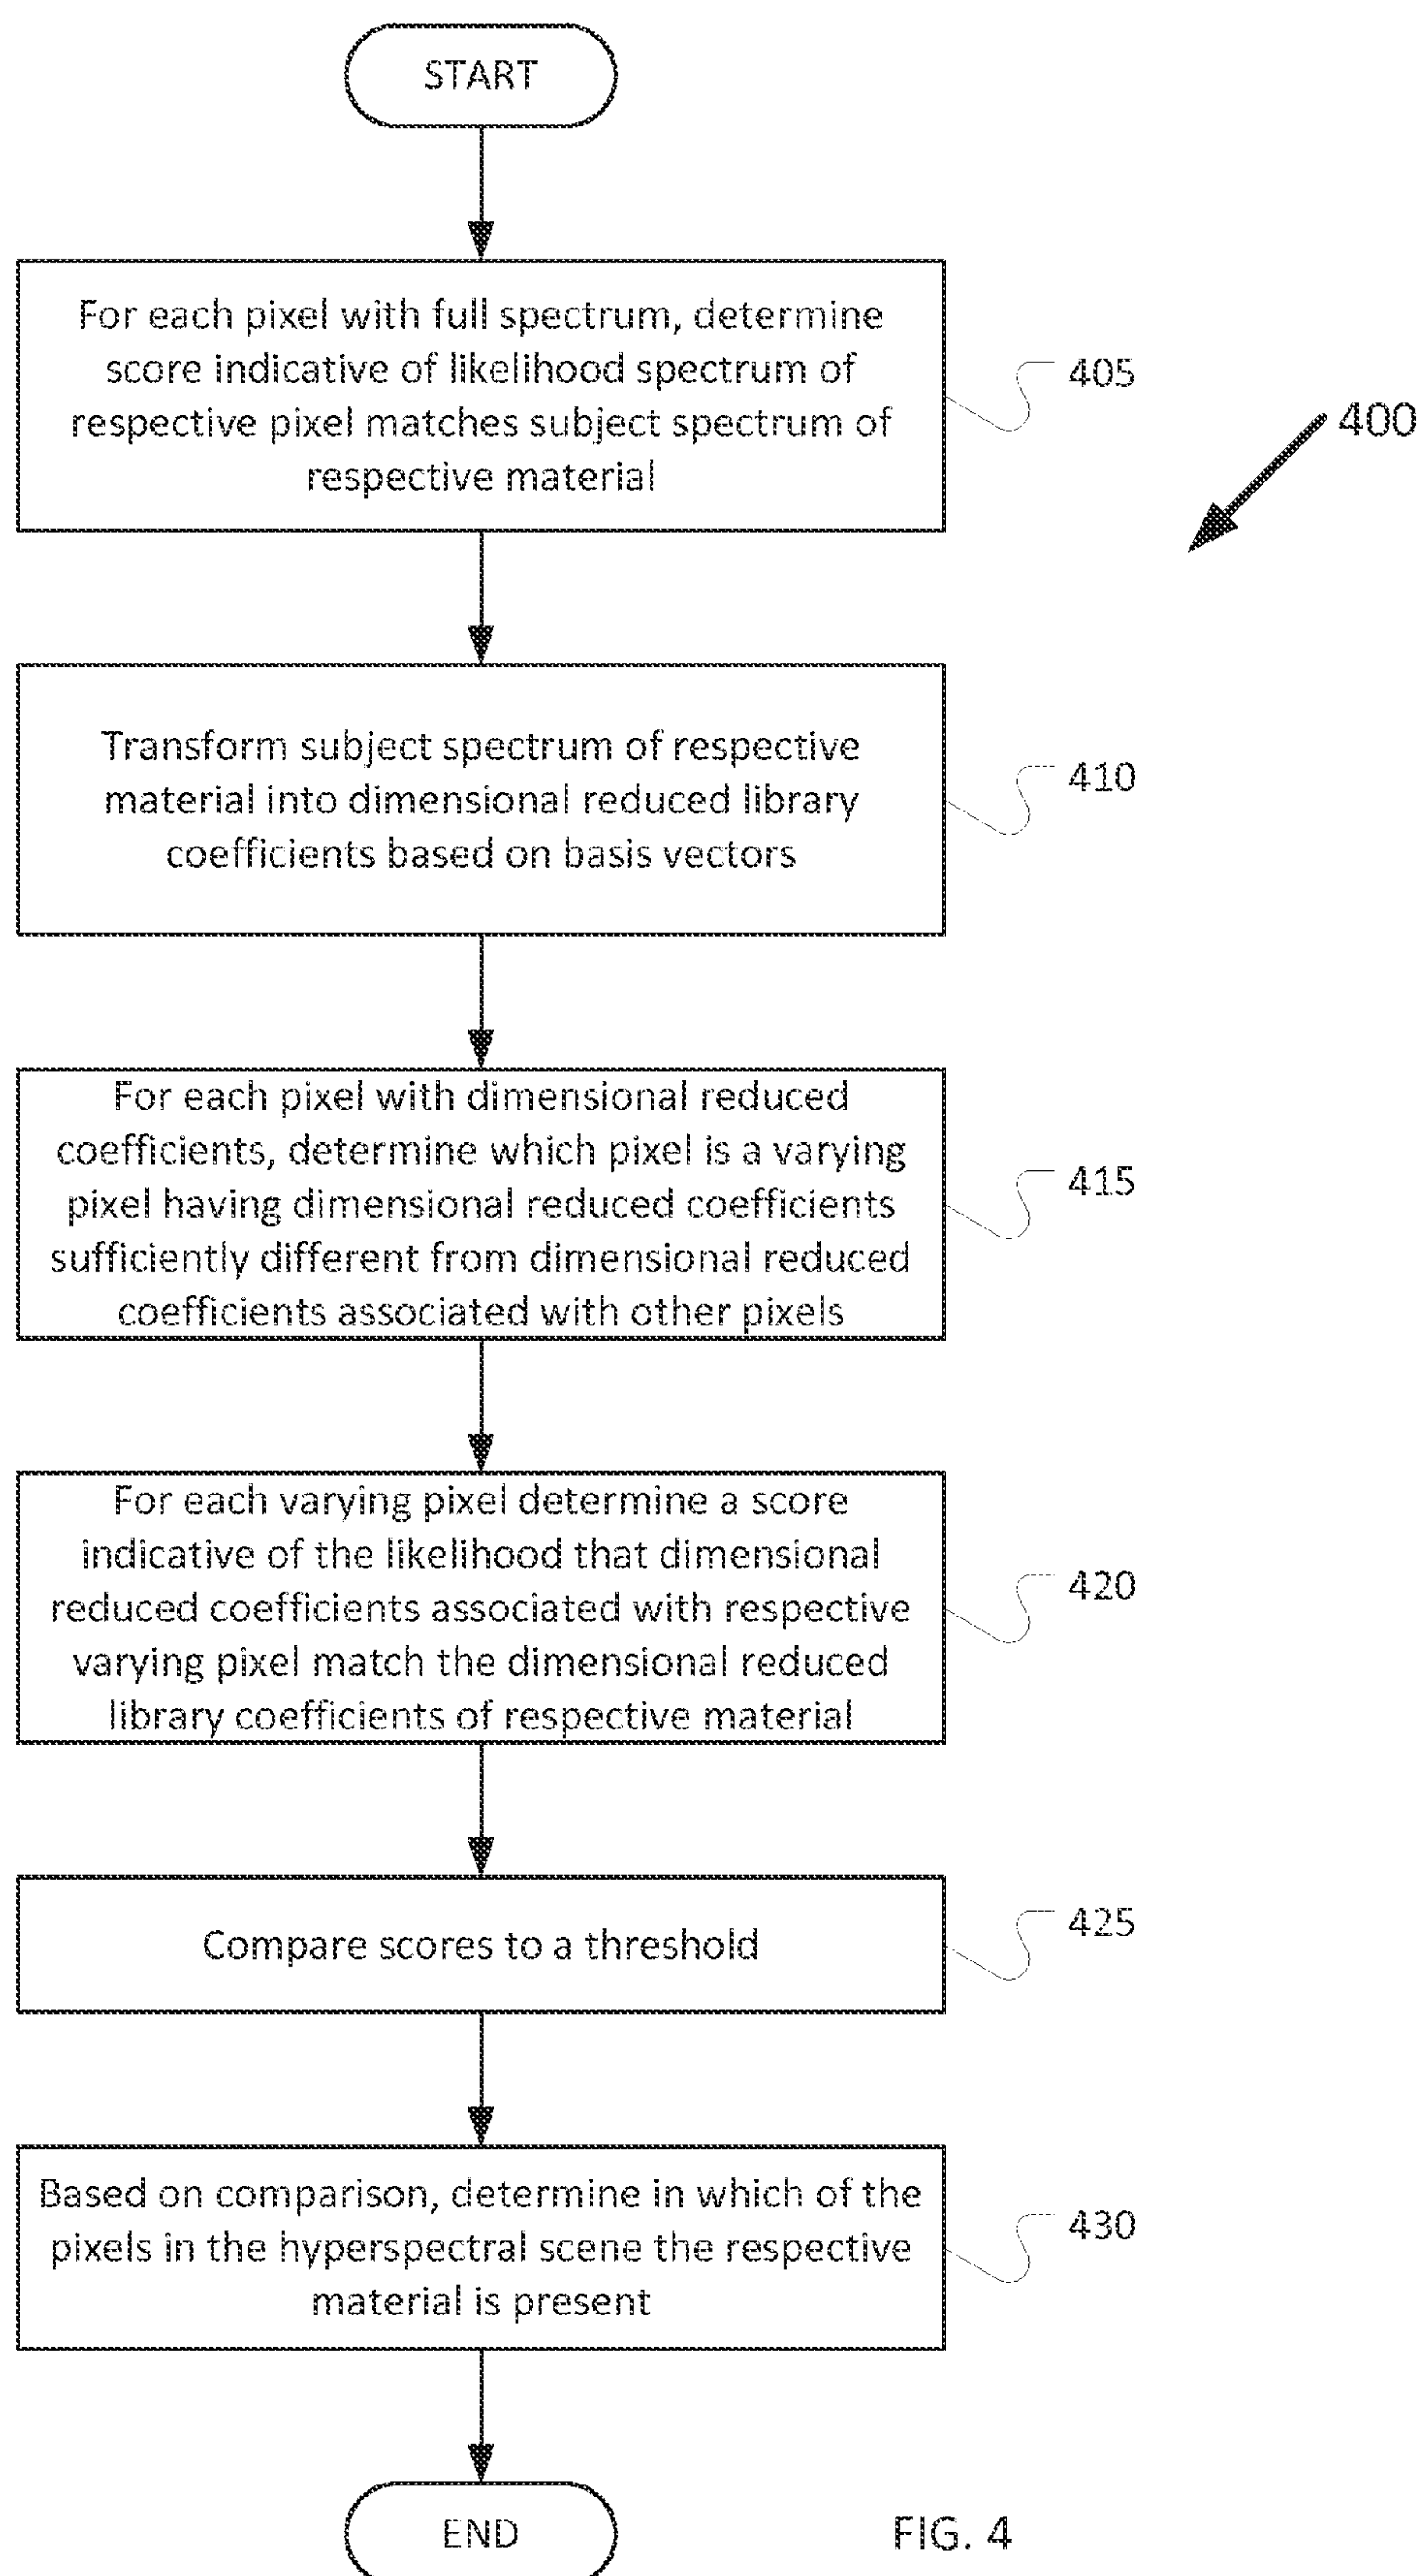 START
For each pixel with full spectrum, determine
score indicative of likelihood spectrum of
respective pixel matches subject spectrum of
respective material
405
400
Transform subject spectrum of respective
material into dimensional reduced library
coefficients based on basis vectors
410
For each pixel with dimensional reduced
coefficients, determine which pixel is a varying
pixel having dimensional reduced coefficients
sufficiently different from dimensional reduced
coefficients associated with other pixels
415
For each varying pixel determine a score
indicative of the likelihood that dimensional
reduced coefficients associated with respective
varying pixel match the dimensional reduced
library coefficients of respective material
420
Compare scores to a threshold
425
Based on comparison, determine in which of the
pixels in the hyperspectral scene the respective
material is present
430
END
FIG. 4